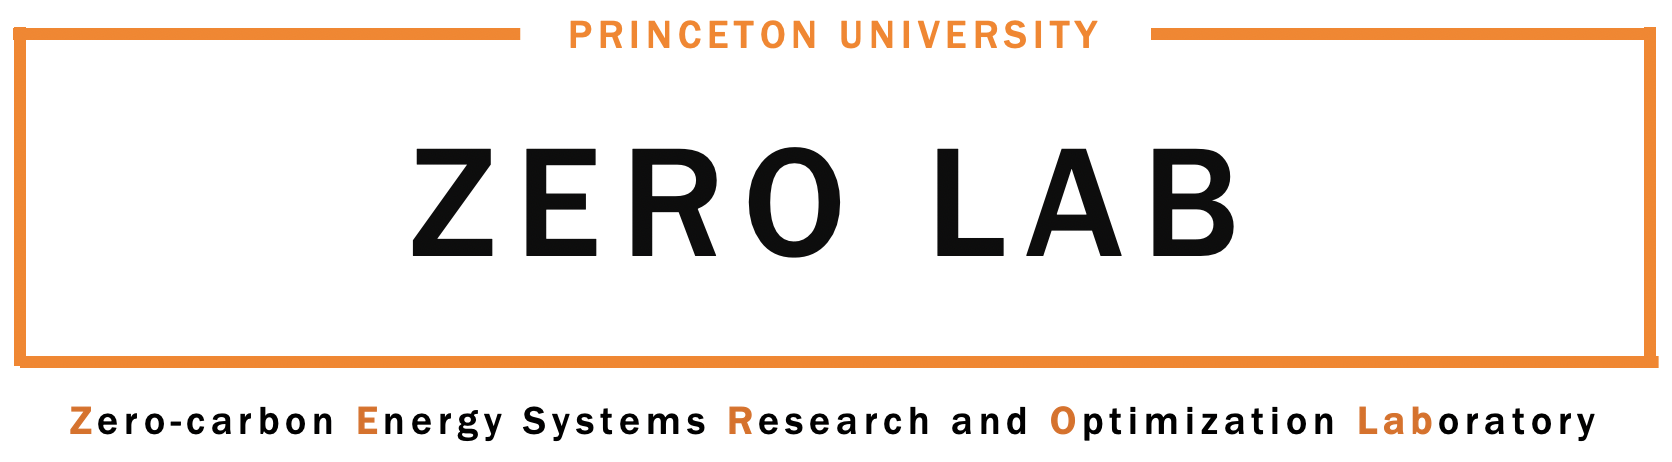 PRINCETON UNIVERSITY
ZERO LAB
Zero-carbon Energy Systems Research and Optimization Laboratory